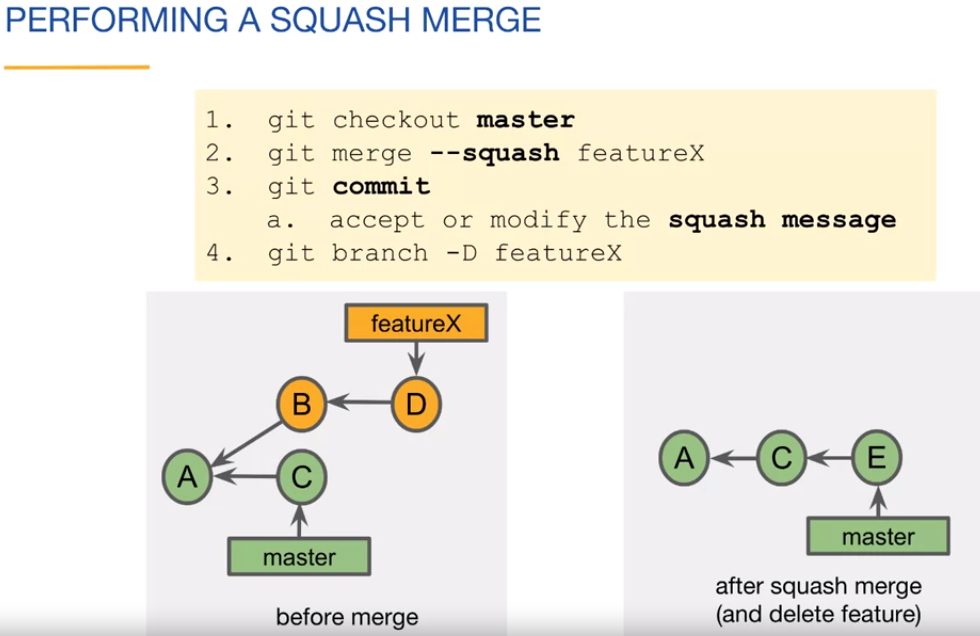 PERFORMING A SQUASH MERGE
1. git checkout master
2. git merge --squash featureX
3. git commit
a. accept or modify the squash message
4. git branch -D featureX
featureX
B
D
A
C
master
before merge
A
C
E
master
after squash merge
(and delete feature)